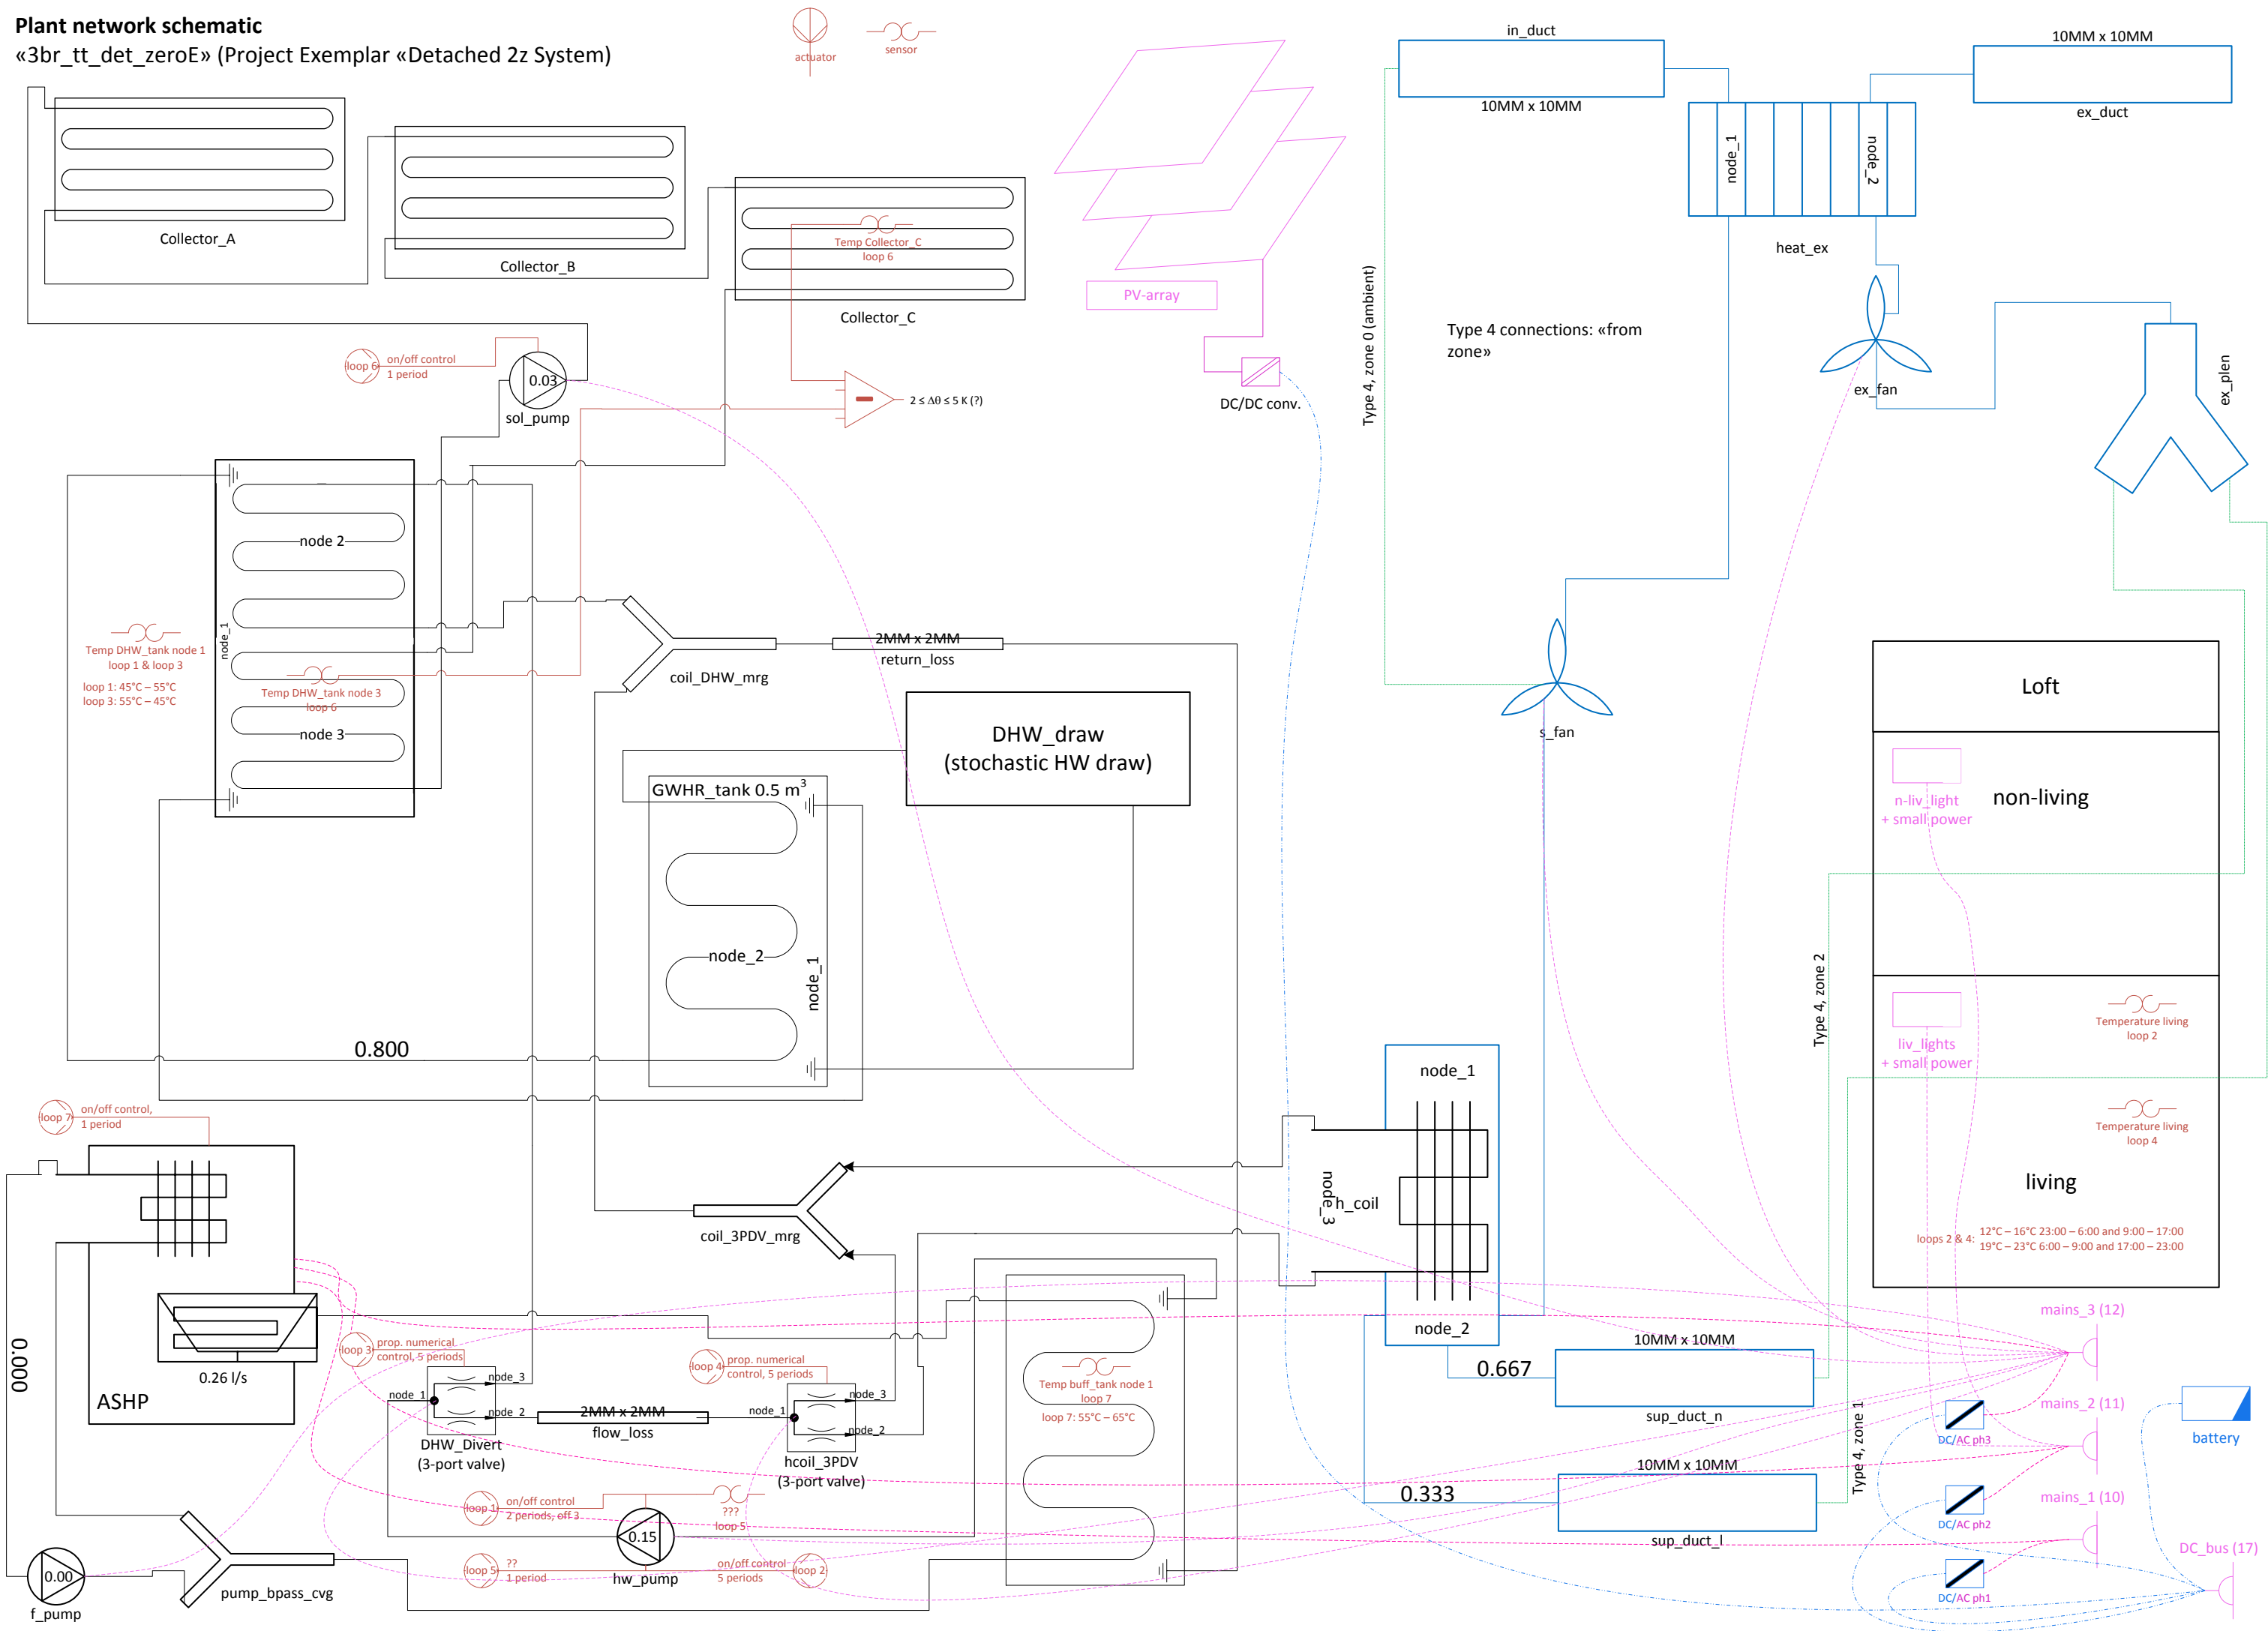 Plant network schematic
«3br_tt_det_zeroE» (Project Exemplar «Detached 2z System)
actuator
sensor
in_duct
10MM x 10MM
10MM x 10MM
ex_duct
node_1
node_2
heat_ex
Collector_A
Collector_B
Temp Collector_C
loop 6
Collector_C
PV-array
DC/DC conv.
Type 4, zone 0 (ambient)
Type 4 connections: «from
zone»
ex_fan
ex_plen
loop 6
on/off control
1 period
0.03
sol_pump
2 ≤ Δθ ≤ 5 K (?)
node 2
node_1
Temp DHW_tank node 1
loop 1 & loop 3
loop 1: 45°C – 55°C
loop 3: 55°C – 45°C
Temp DHW_tank node 3
loop 6
node 3
coil_DHW_mrg
2MM x 2MM
return_loss
DHW_draw
(stochastic HW draw)
GWHR_tank 0.5 m3
node_2
node_1
0.800
s_fan
Loft
n-liv_light
+ small power
non-living
liv_lights
+ small power
Temperature living
loop 2
Temperature living
loop 4
living
loops 2 & 4:
12°C – 16°C 23:00 – 6:00 and 9:00 – 17:00
19°C – 23°C 6:00 – 9:00 and 17:00 – 23:00
Type 4, zone 2
Type 4, zone 1
loop 7
on/off control,
1 period
ASHP
0.26 l/s
0.000
coil_3PDV_mrg
node_1
node_3
h_coil
node_2
loop 3
prop. numerical
control, 5 periods
node_1
node_3
node_2
DHW_Divert
(3-port valve)
2MM x 2MM
flow_loss
loop 4
prop. numerical
control, 5 periods
node_1
node_3
node_2
hcoil_3PDV
(3-port valve)
Temp buff_tank node 1
loop 7
loop 7: 55°C – 65°C
0.667
10MM x 10MM
sup_duct_n
0.333
10MM x 10MM
sup_duct_l
loop 1
on/off control
2 periods, off 3
???
loop 5
0.15
hw_pump
loop 5
??
1 period
on/off control
5 periods
loop 2
0.00
f_pump
pump_bpass_cvg
mains_3 (12)
mains_2 (11)
mains_1 (10)
DC/AC ph3
DC/AC ph2
DC/AC ph1
battery
DC_bus (17)